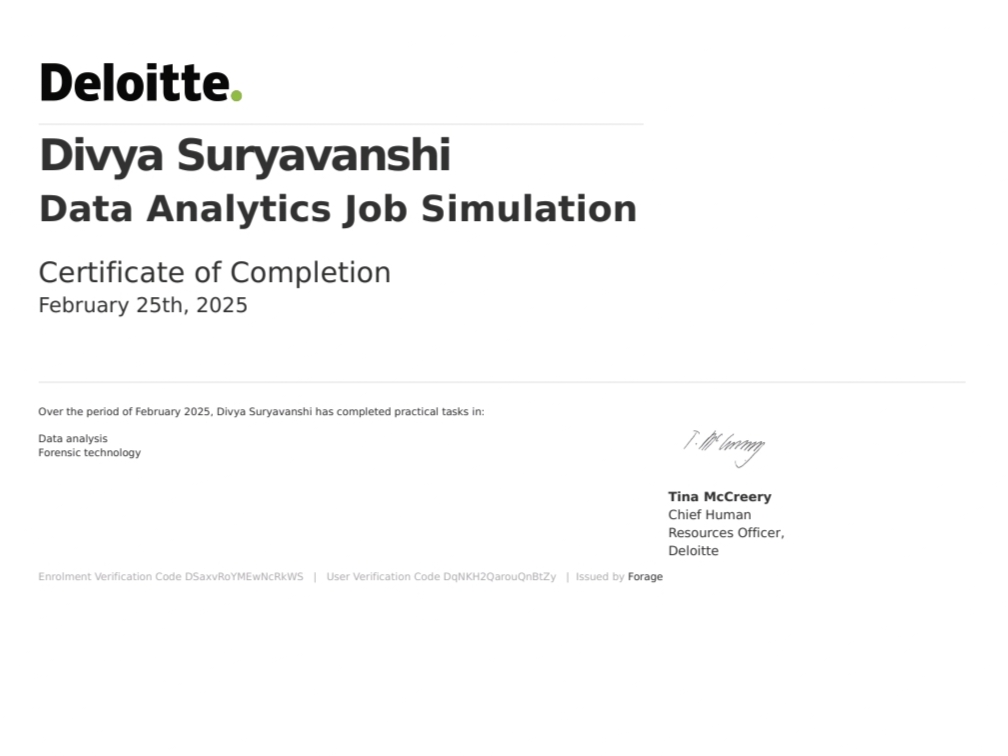 Deloitte.
Divya Suryavanshi
Data Analytics Job Simulation
Certificate of Completion
February 25th, 2025
Over the period of February 2025, Divya Suryavanshi has completed practical tasks in:
Data analysis
Forensic technology
T. McCreery
Tina McCreery
Chief Human
Resources Officer,
Deloitte
Enrolment Verification Code DSaxvRoYMEwNcRkWS | User Verification Code DqNKH2QarouQnBtZy | Issued by Forage